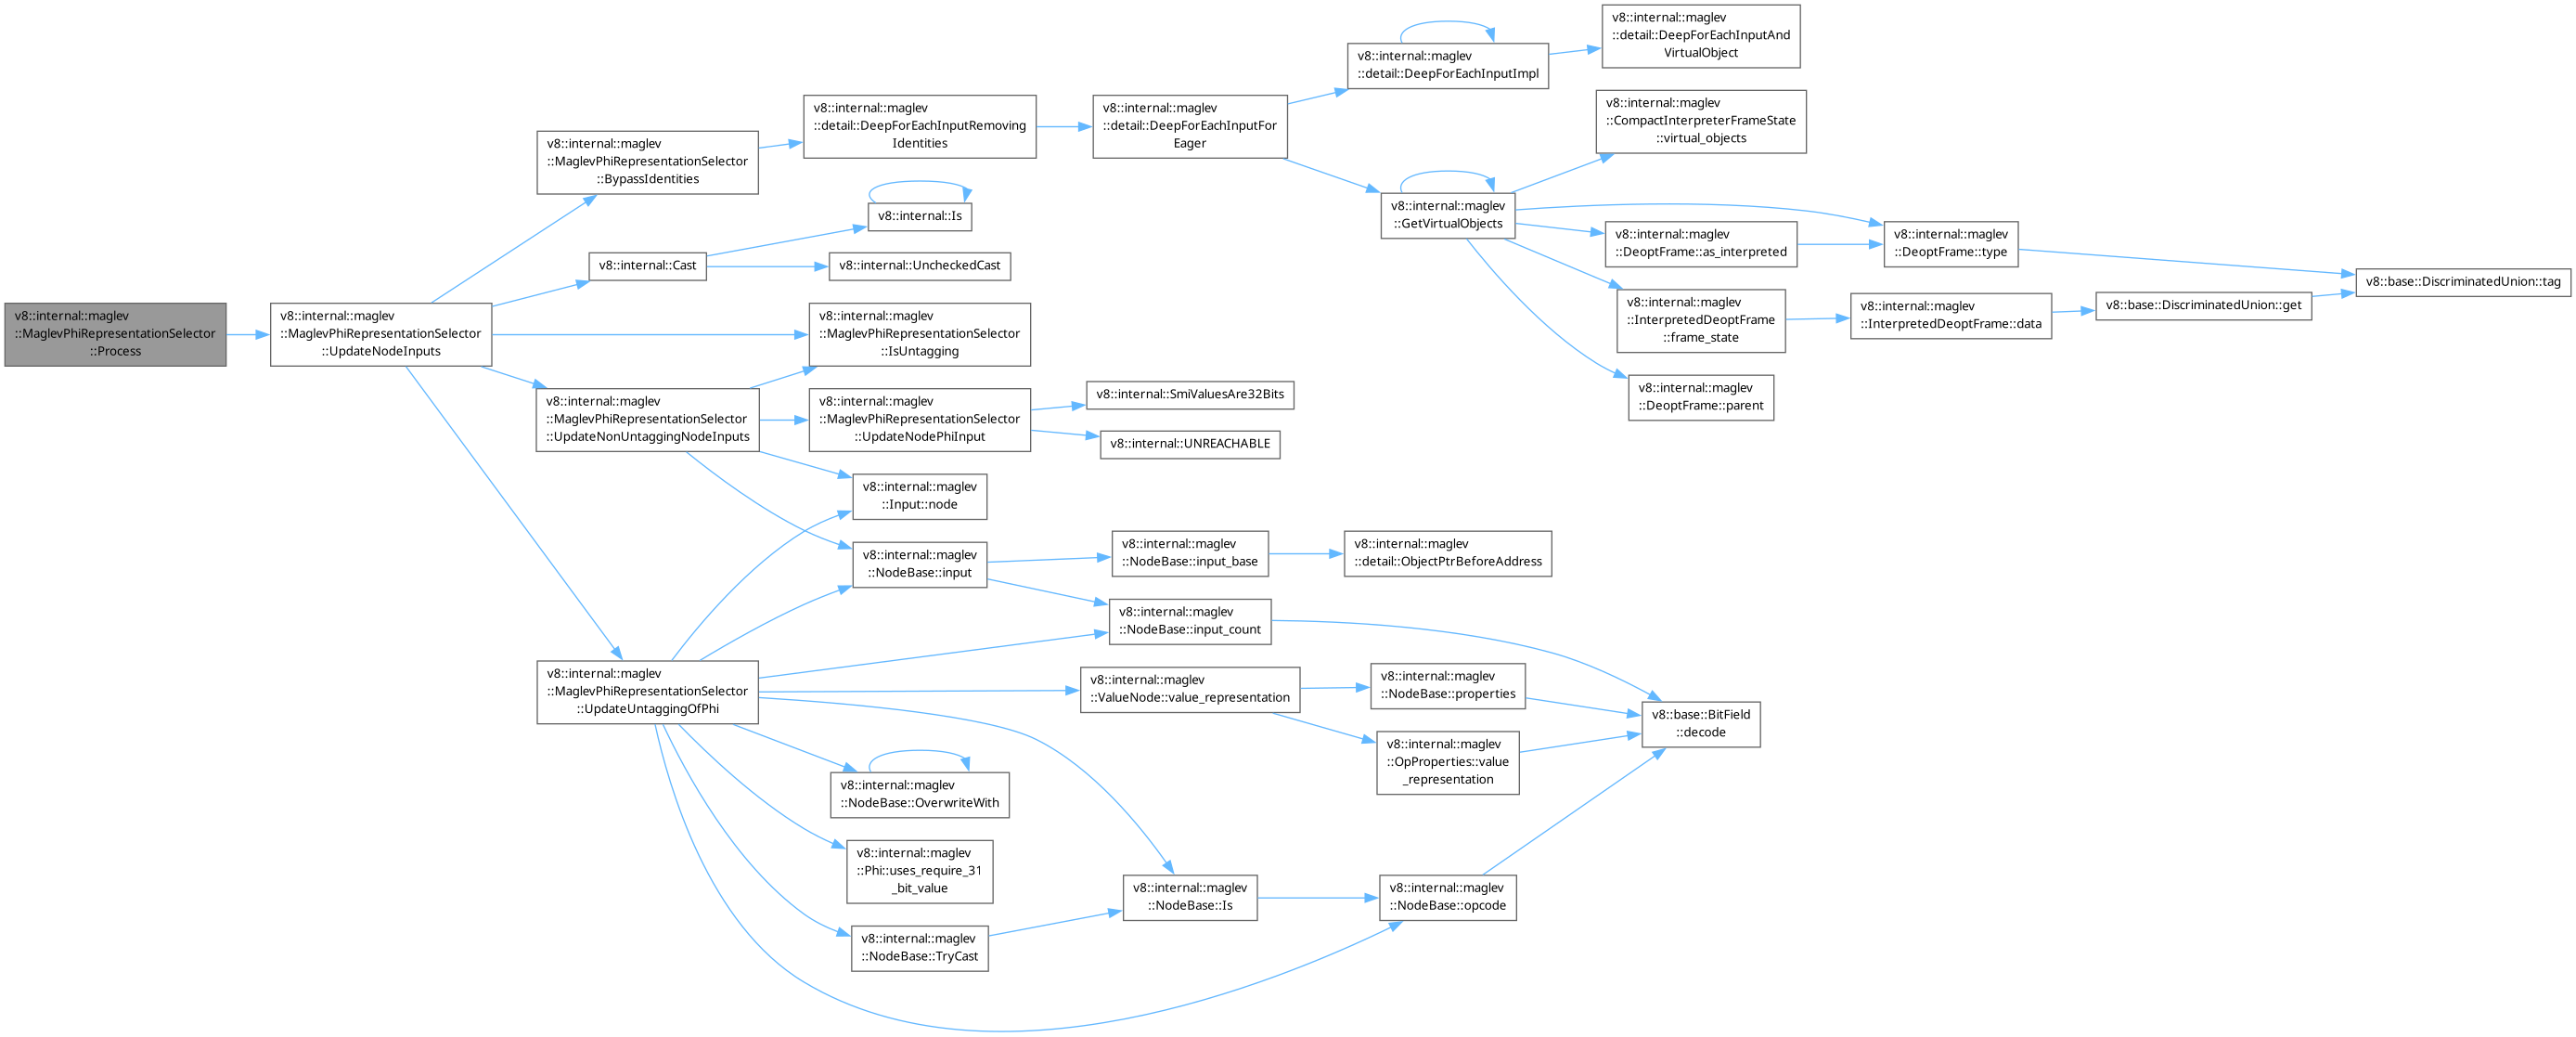 v8::internal::maglev
::MaglevPhiRepresentationSelector
::Process
v8::internal::maglev
::MaglevPhiRepresentationSelector
::UpdateNodeInputs
v8::internal::maglev
::MaglevPhiRepresentationSelector
::BypassIdentities
v8::internal::Cast
v8::internal::maglev
::MaglevPhiRepresentationSelector
::UpdateNonUntaggingNodeInputs
v8::internal::maglev
::MaglevPhiRepresentationSelector
::UpdateUntaggingOfPhi
v8::internal::maglev
::detail::DeepForEachInputRemoving
Identities
v8::internal::Is
v8::internal::UncheckedCast
v8::internal::maglev
::MaglevPhiRepresentationSelector
::IsUntagging
v8::internal::maglev
::MaglevPhiRepresentationSelector
::UpdateNodePhiInput
v8::internal::maglev
::Input::node
v8::internal::maglev
::NodeBase::input
v8::internal::maglev
::NodeBase::OverwriteWith
v8::internal::maglev
::Phi::uses_require_31
_bit_value
v8::internal::maglev
::NodeBase::TryCast
v8::internal::maglev
::detail::DeepForEachInputFor
Eager
v8::internal::SmiValuesAre32Bits
v8::internal::UNREACHABLE
v8::internal::maglev
::NodeBase::input_base
v8::internal::maglev
::NodeBase::input_count
v8::internal::maglev
::ValueNode::value_representation
v8::internal::maglev
::NodeBase::Is
v8::internal::maglev
::detail::DeepForEachInputImpl
v8::internal::maglev
::GetVirtualObjects
v8::internal::maglev
::detail::ObjectPtrBeforeAddress
v8::internal::maglev
::NodeBase::properties
v8::internal::maglev
::OpProperties::value
_representation
v8::internal::maglev
::NodeBase::opcode
v8::internal::maglev
::detail::DeepForEachInputAnd
VirtualObject
v8::internal::maglev
::CompactInterpreterFrameState
::virtual_objects
v8::internal::maglev
::DeoptFrame::as_interpreted
v8::internal::maglev
::InterpretedDeoptFrame
::frame_state
v8::internal::maglev
::DeoptFrame::parent
v8::base::BitField
::decode
v8::internal::maglev
::DeoptFrame::type
v8::internal::maglev
::InterpretedDeoptFrame::data
v8::base::DiscriminatedUnion::get
v8::base::DiscriminatedUnion::tag